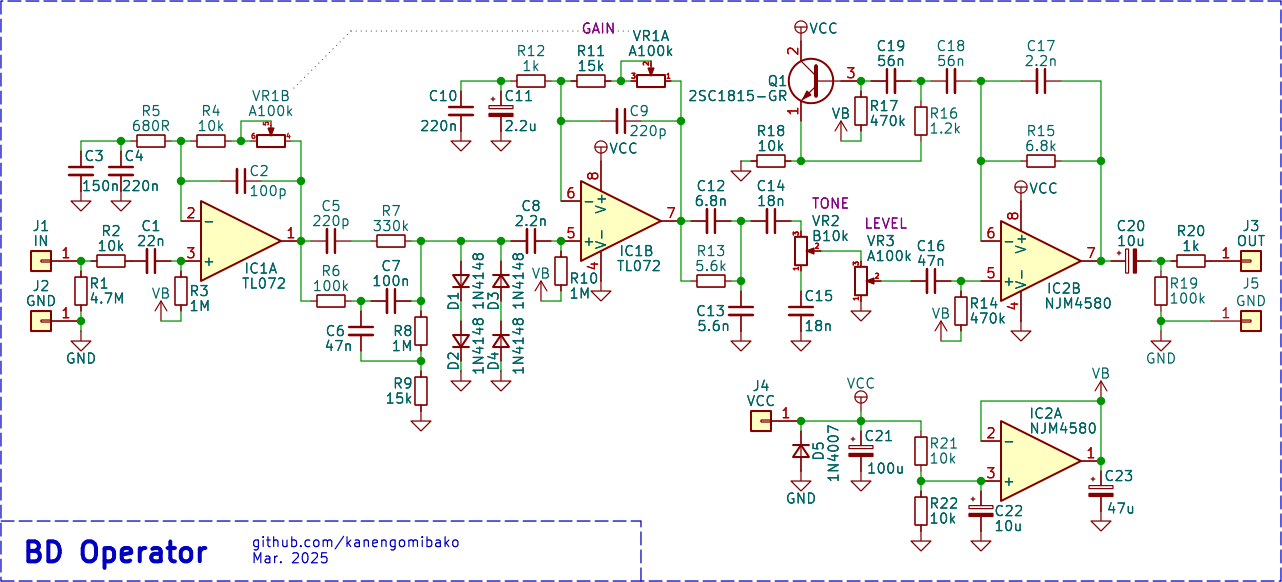 GAIN
VR1A
A100k
VCC
2
Q1
2SC1815-GR
3
1
C19
56n
C18
56n
C17
2.2n
R12
1k
R11
15k
3
2
1
C10
220n
C11
2.2u
C9
220p
VCC
VB
R17
470k
R16
1.2k
R15
6.8k
R18
10k
VR1B
A100k
6
5
4
R5
680R
R4
10k
C3
150n
C4
220n
C2
100p
2
3
1
IC1A
TL072
J1
IN
1
R2
10k
C1
22n
R1
4.7M
VB
R3
1M
J2
GND
1
GND
C5
220p
R7
330k
R6
100k
C7
100n
C6
47n
R8
1M
R9
15k
D1
1N4148
D3
1N4148
D2
1N4148
D4
1N4148
C8
2.2n
VB
R10
1M
6
5
7
8
V+
V-
4
IC1B
TL072
C12
6.8n
C14
18n
R13
5.6k
C13
5.6n
TONE
VR2
B10k
3
2
1
C15
18n
LEVEL
VR3
A100k
3
2
1
C16
47n
VB
R14
470k
VCC
8
6
5
7
V+
V-
4
IC2B
NJM4580
C20
10u
R20
1k
R19
100k
J3
OUT
1
J5
GND
1
GND
J4
VCC
1
VCC
D5
1N4007
GND
C21
100u
R21
10k
R22
10k
C22
10u
2
3
1
IC2A
NJM4580
VB
C23
47u
BD Operator
github.com/kanengomibako
Mar. 2025